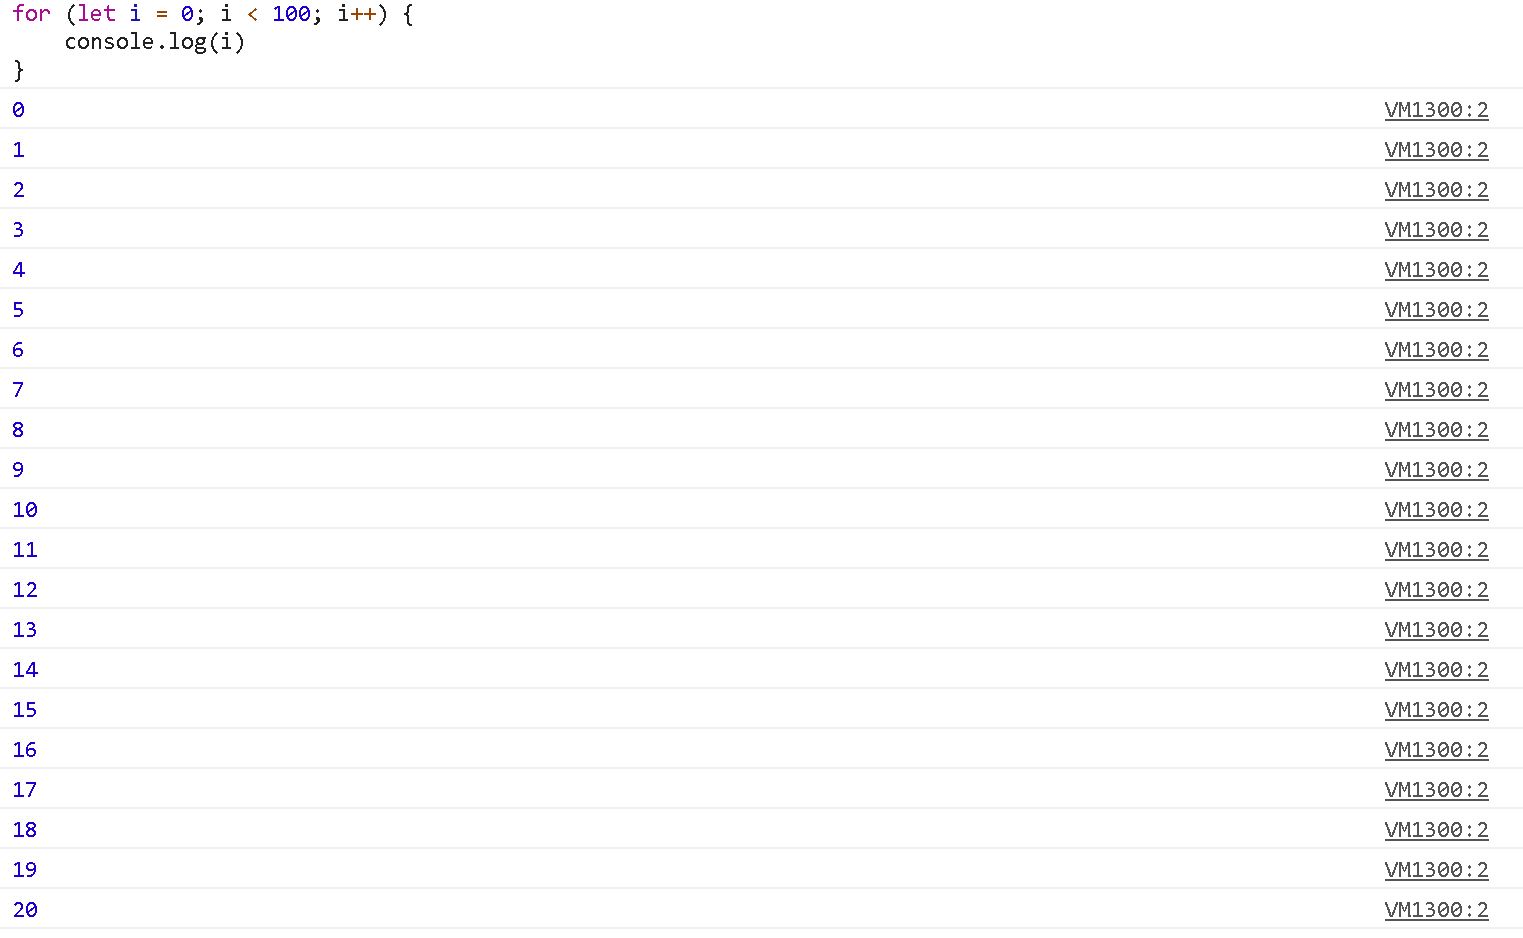 for (let i = 0; i < 100; i++) {
    console.log(i)
}
0 VM1300:2
1 VM1300:2
2 VM1300:2
3 VM1300:2
4 VM1300:2
5 VM1300:2
6 VM1300:2
7 VM1300:2
8 VM1300:2
9 VM1300:2
10 VM1300:2
11 VM1300:2
12 VM1300:2
13 VM1300:2
14 VM1300:2
15 VM1300:2
16 VM1300:2
17 VM1300:2
18 VM1300:2
19 VM1300:2
20 VM1300:2